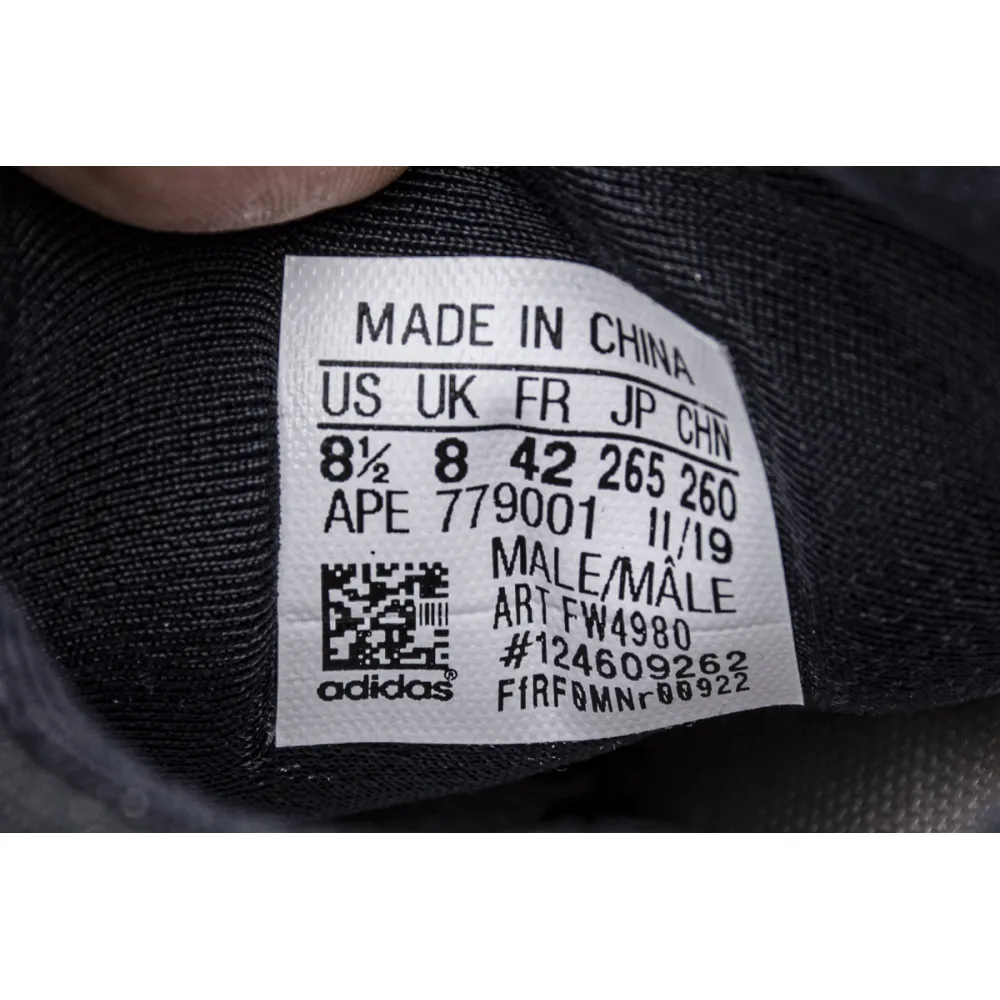 MADE IN CHINA
US UK FR JP CHN
8½ 8 42 265 260
APE 779001 11/19
MALE/MÂLE
ART FW4980
#124609262
FfRF0MNr00922
adidas®